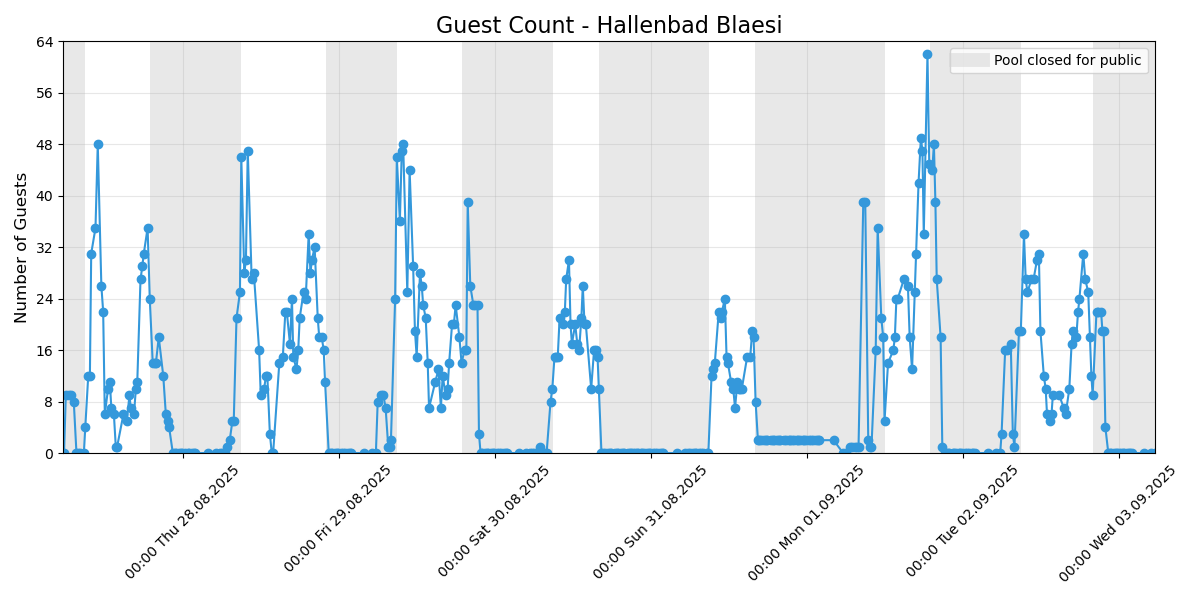 Guest Count - Hallenbad Blaesi
Pool closed for public
Number of Guests
64
56
48
40
32
24
16
8
0
00:00 Thu 28.08.2025
00:00 Fri 29.08.2025
00:00 Sat 30.08.2025
00:00 Sun 31.08.2025
00:00 Mon 01.09.2025
00:00 Tue 02.09.2025
00:00 Wed 03.09.2025